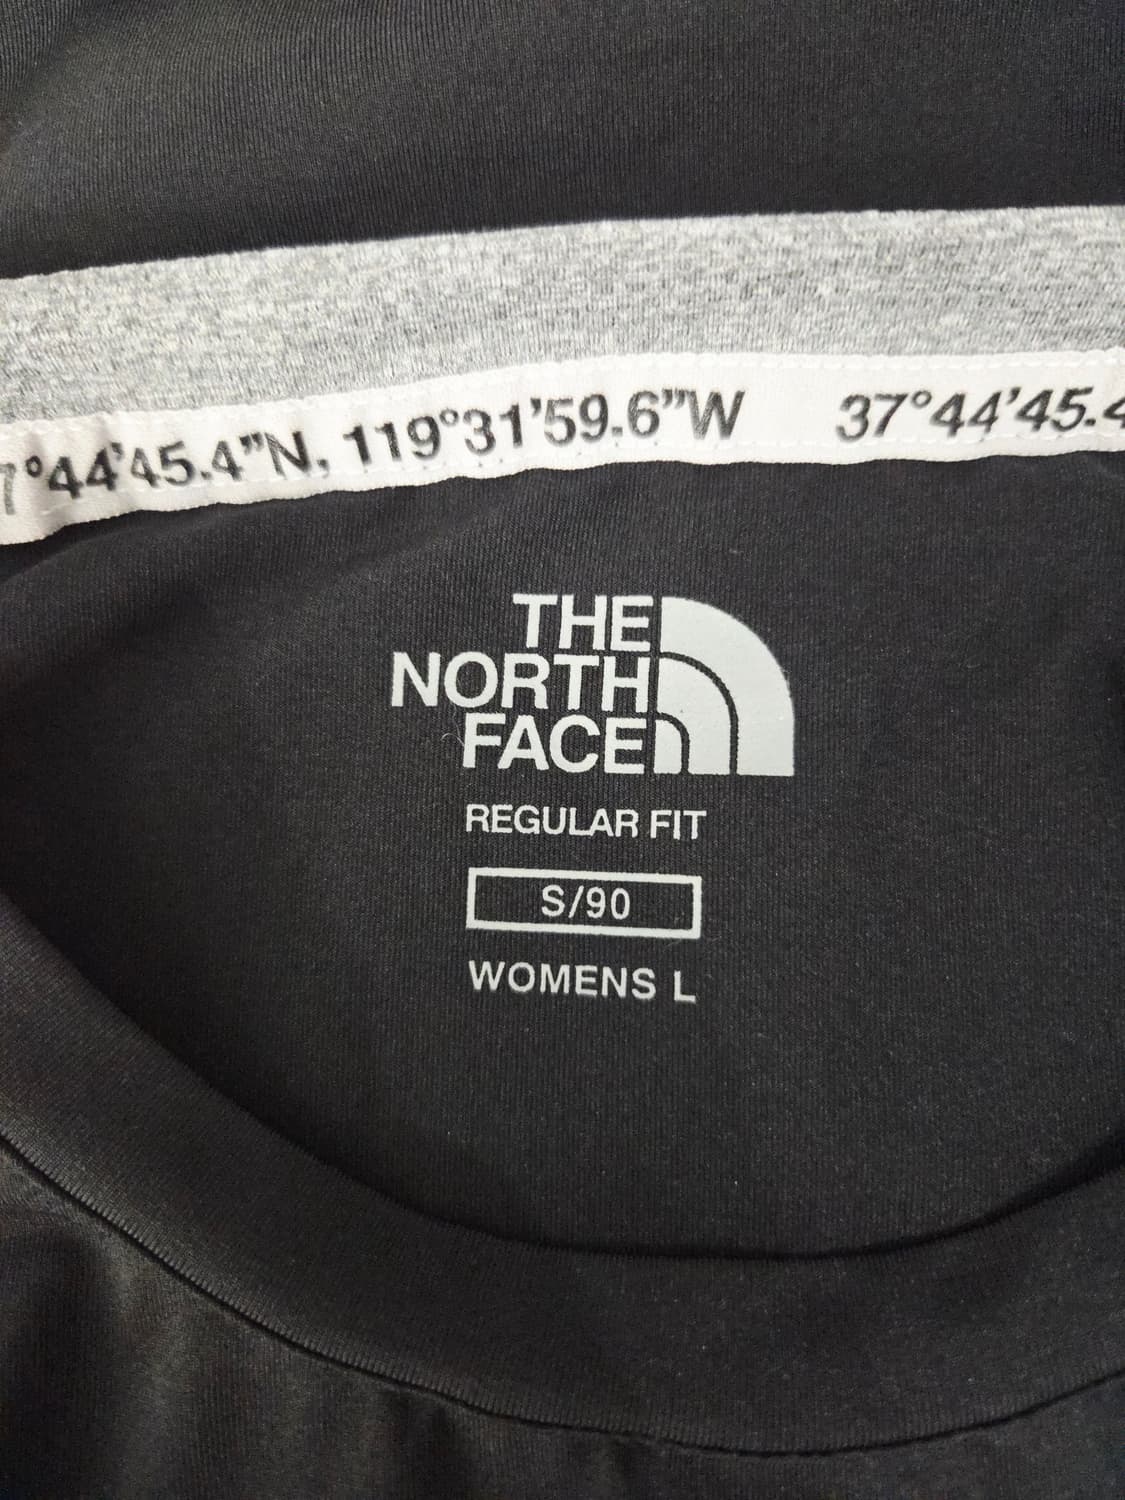 7°44'45.4"N, 119°31'59.6"W 37°44'45.4
THE
NORTH
FACE
REGULAR FIT
S/90
WOMENS L